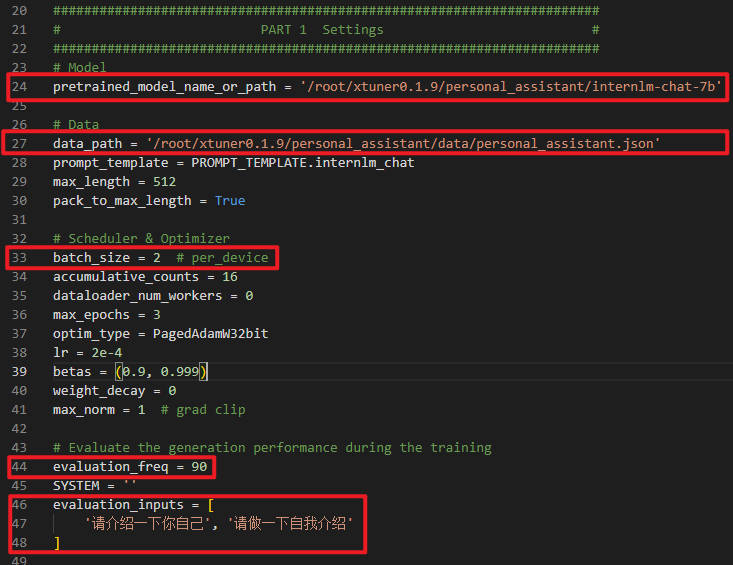 20 #######################################################################
21 # PART 1 Settings #
22 #######################################################################
23 # Model
24 pretrained_model_name_or_path = '/root/xtuner0.1.9/personal_assistant/internlm-chat-7b'
25
26 # Data
27 data_path = '/root/xtuner0.1.9/personal_assistant/data/personal_assistant.json'
28 prompt_template = PROMPT_TEMPLATE.internlm_chat
29 max_length = 512
30 pack_to_max_length = True
31
32 # Scheduler & Optimizer
33 batch_size = 2  # per_device
34 accumulative_counts = 16
35 dataloader_num_workers = 0
36 max_epochs = 3
37 optim_type = PagedAdamW32bit
38 lr = 2e-4
39 betas = (0.9, 0.999)
40 weight_decay = 0
41 max_norm = 1  # grad clip
42
43 # Evaluate the generation performance during the training
44 evaluation_freq = 90
45 SYSTEM = ''
46 evaluation_inputs = [
47     '请介绍一下你自己', '请做一下自我介绍'
48 ]
49